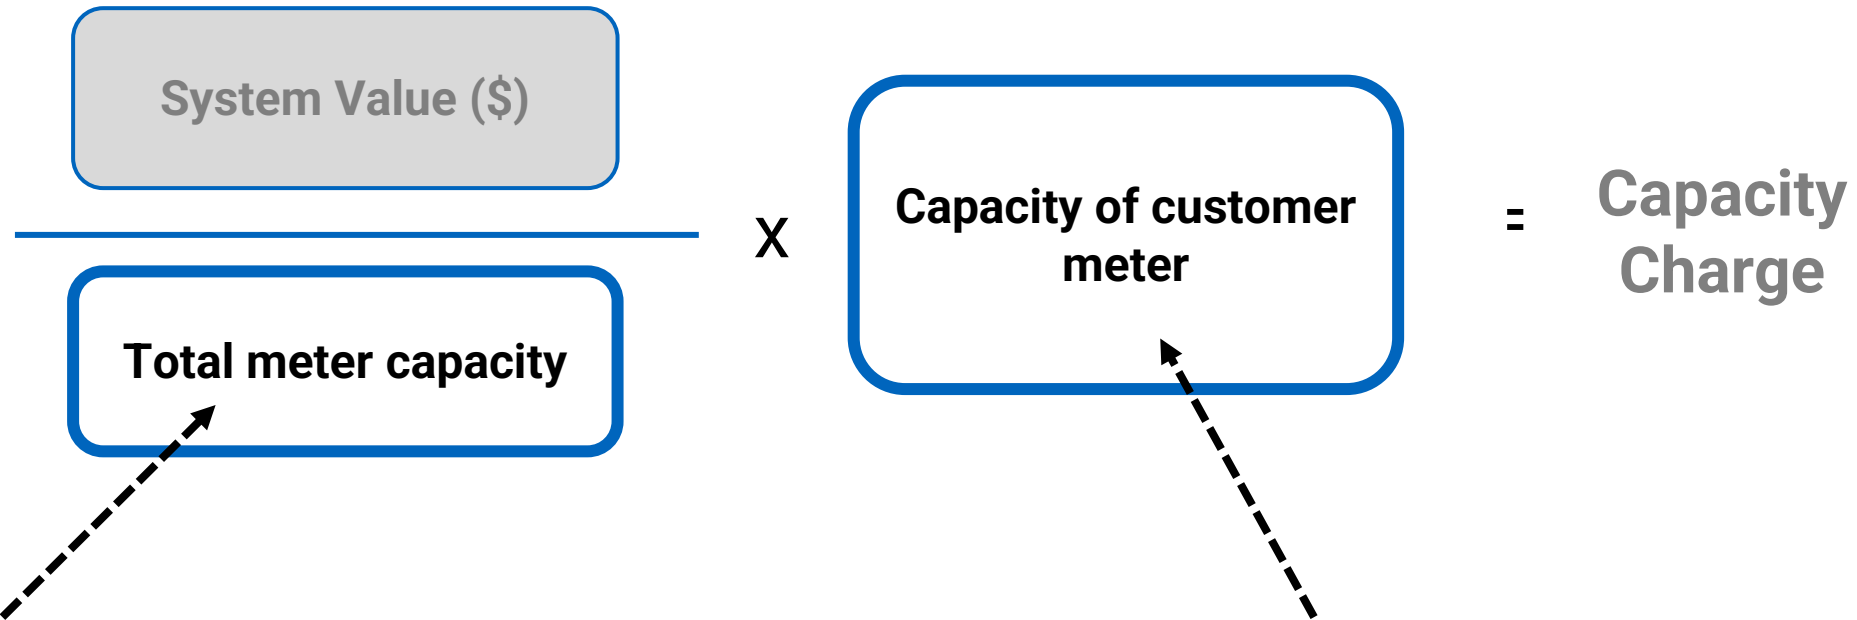 System Value ($)
Total meter capacity
x
Capacity of customer
meter
=
Capacity
Charge